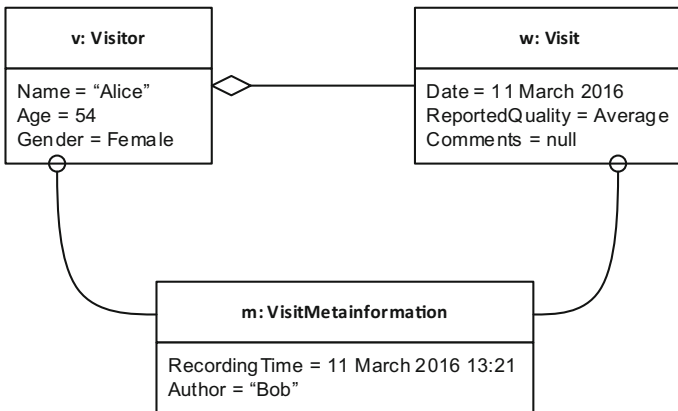 v: Visitor
Name = “Alice”
Age = 54
Gender = Female
w: Visit
Date = 11 March 2016
ReportedQuality = Average
Comments = null
m: VisitMetainformation
RecordingTime = 11 March 2016 13:21
Author = “Bob”